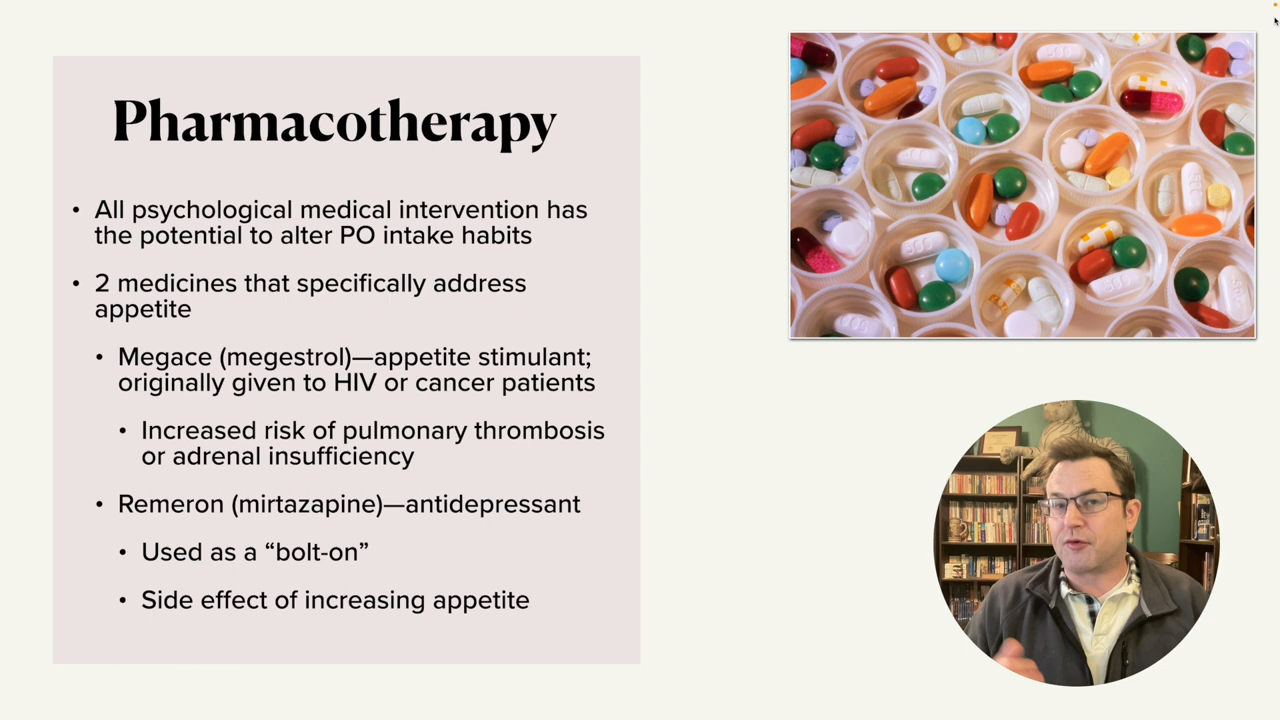 Pharmacotherapy
• All psychological medical intervention has
the potential to alter PO intake habits
• 2 medicines that specifically address
appetite
• Megace (megestrol)—appetite stimulant;
originally given to HIV or cancer patients
• Increased risk of pulmonary thrombosis
or adrenal insufficiency
• Remeron (mirtazapine)—antidepressant
• Used as a “bolt-on”
• Side effect of increasing appetite